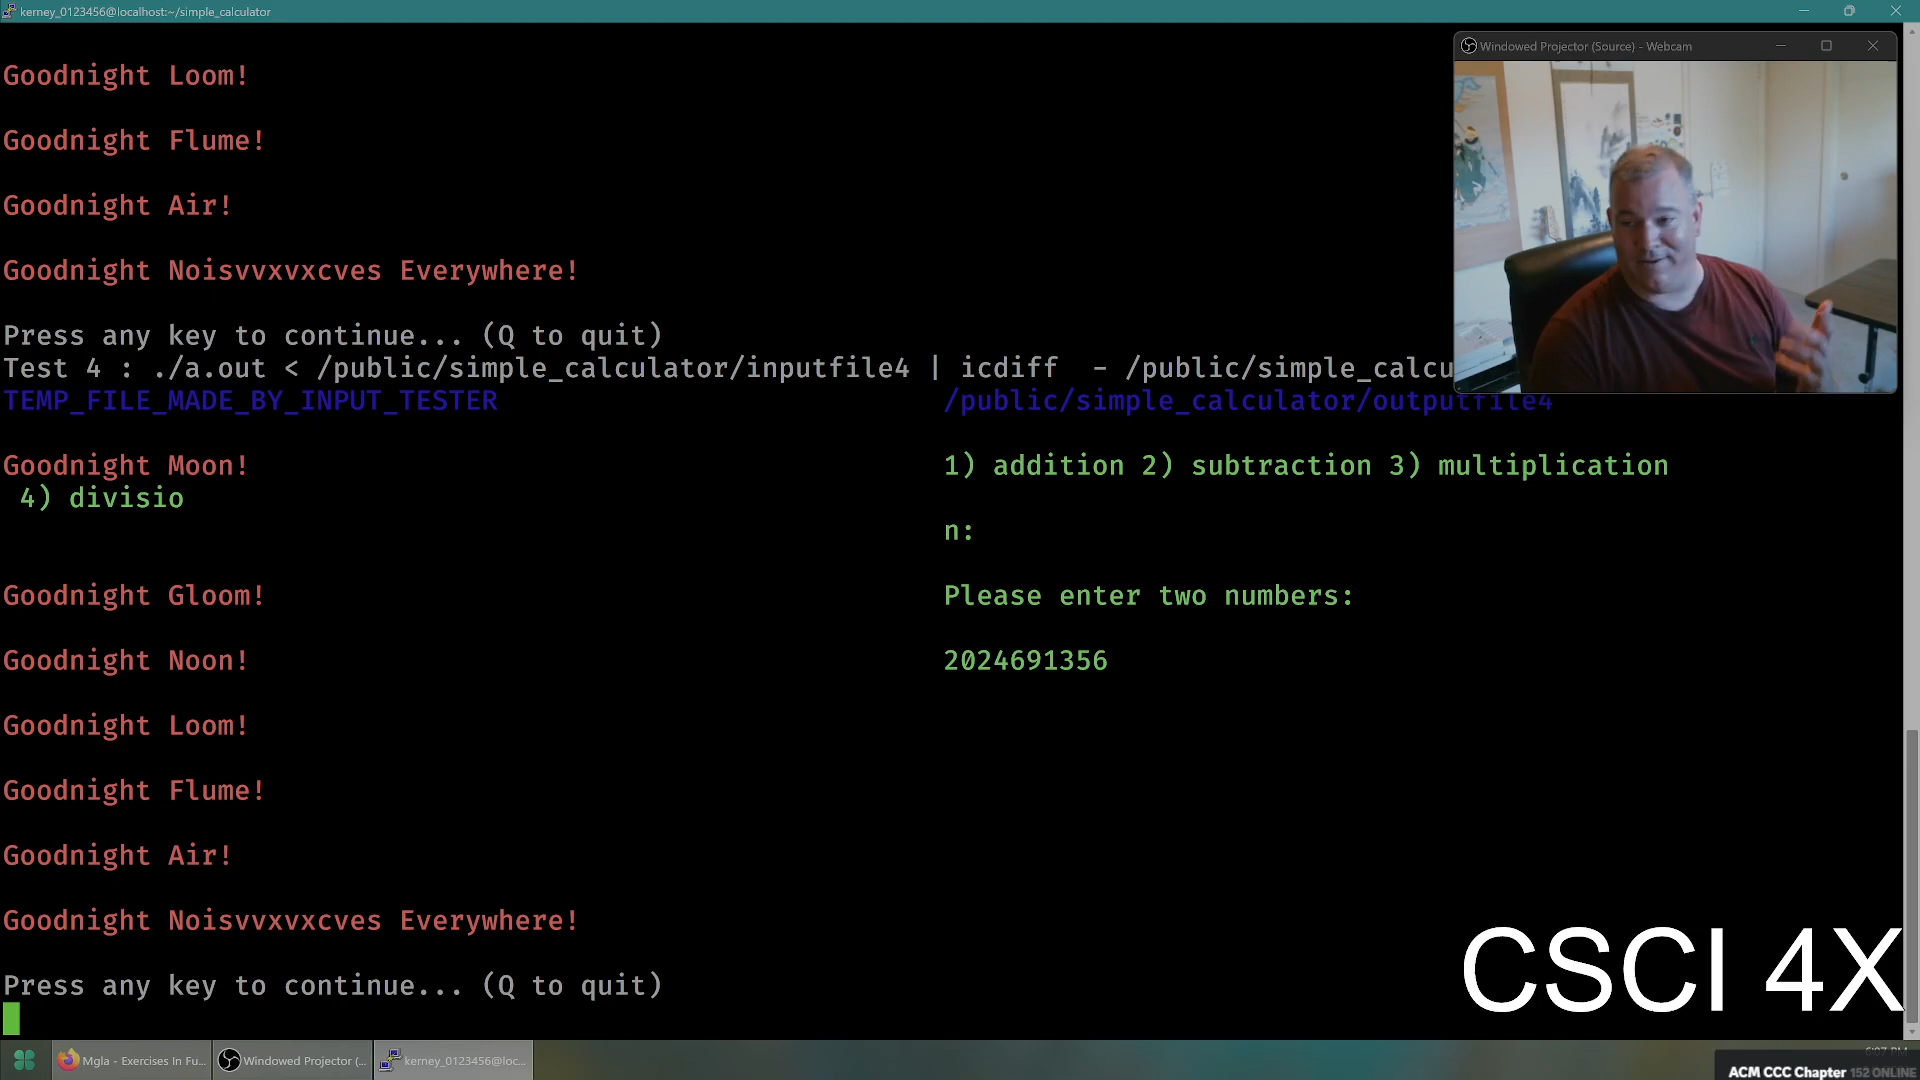 kerney_0123456@localhost:~/simple_calculator
Windowed Projector (Source) - Webcam
Goodnight Loom!
Goodnight Flume!
Goodnight Air!
Goodnight Noisvvxvxcves Everywhere!
Press any key to continue... (Q to quit)
Test 4 : ./a.out < /public/simple_calculator/inputfile4 | icdiff  - /public/simple_calcu
TEMP_FILE_MADE_BY_INPUT_TESTER /public/simple_calculator/outputfile4
Goodnight Moon! 1) addition 2) subtraction 3) multiplication
4) divisio
n:
Goodnight Gloom! Please enter two numbers:
Goodnight Noon! 2024691356
Goodnight Loom!
Goodnight Flume!
Goodnight Air!
Goodnight Noisvvxvxcves Everywhere!
Press any key to continue... (Q to quit)
CSCI 4X
Mgla - Exercises In Fu...
Windowed Projector (...
kerney_0123456@loc...
6:07 PM
ACM CCC Chapter 152 ONLINE